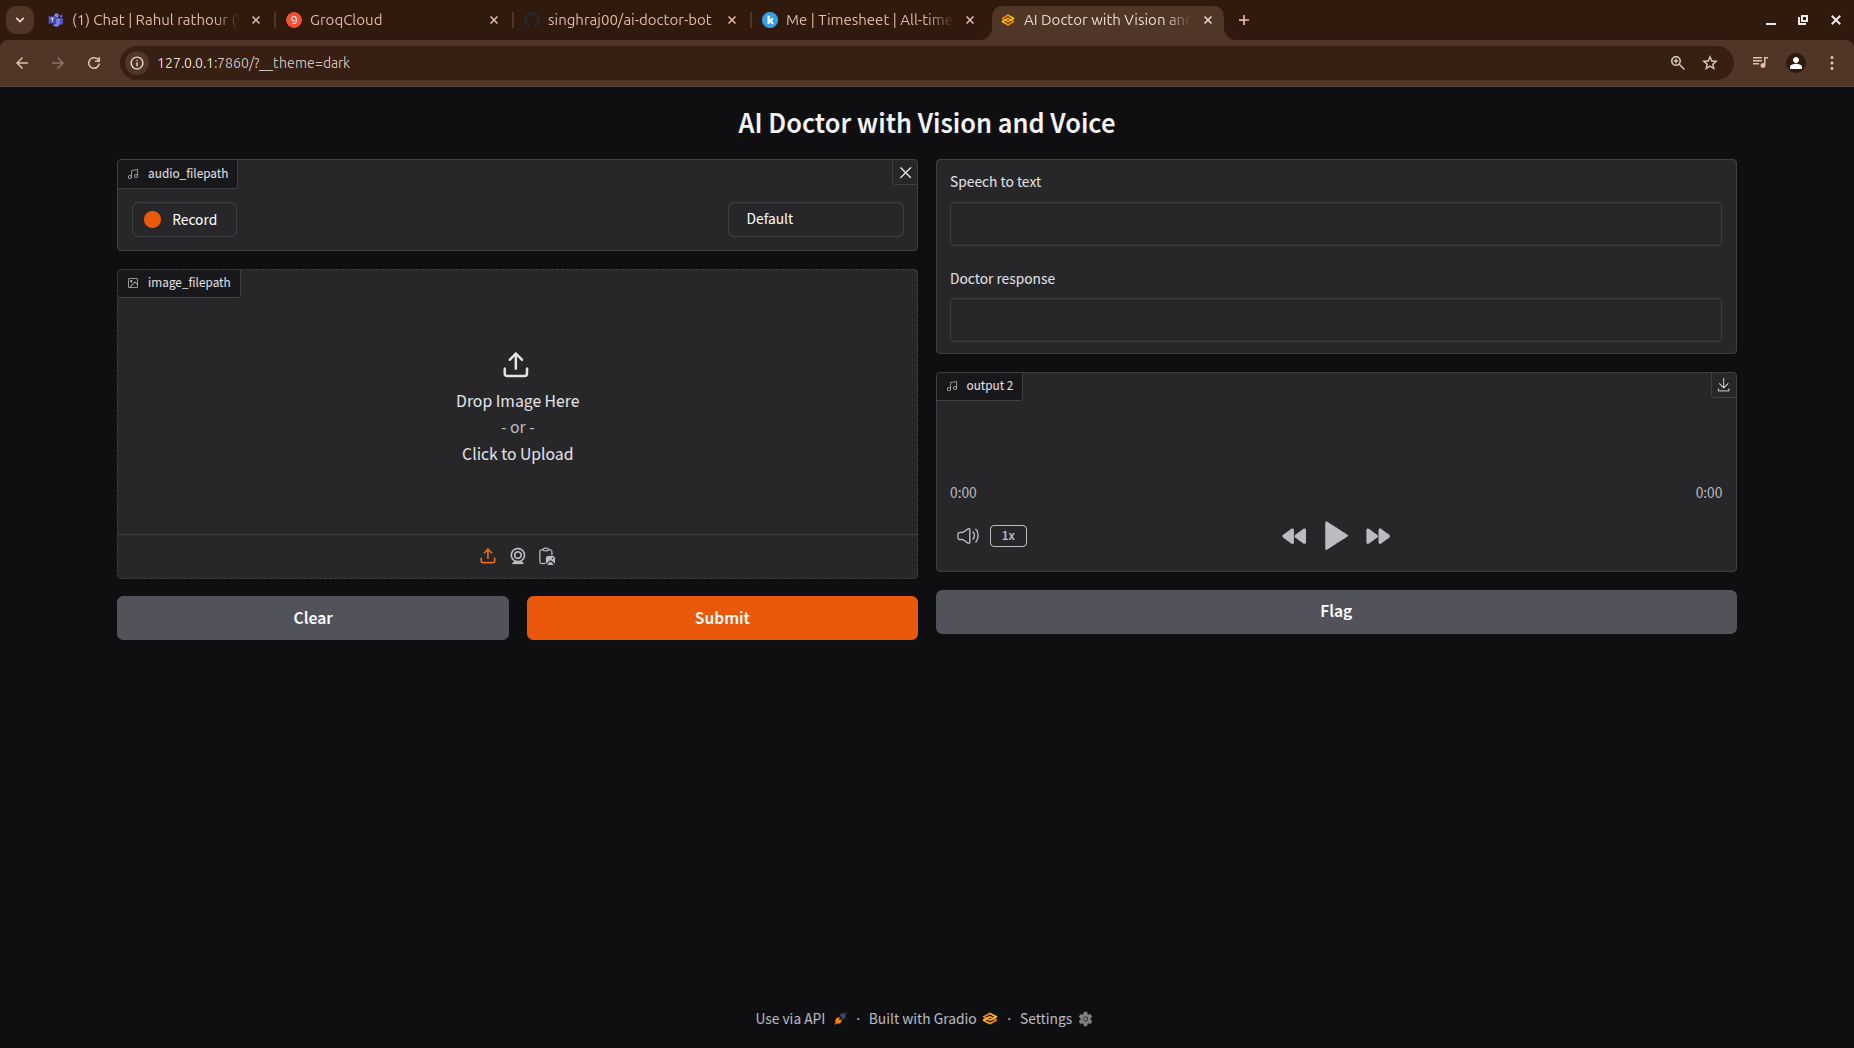 (1) Chat | Rahul rathour
GroqCloud
singhraj00/ai-doctor-bot
Me | Timesheet | All-time
AI Doctor with Vision and
127.0.0.1:7860/?__theme=dark
AI Doctor with Vision and Voice
audio_filepath
Record
Default
image_filepath
Drop Image Here
- or -
Click to Upload
Clear
Submit
Speech to text
Doctor response
output 2
0:00
0:00
1x
Flag
Use via API · Built with Gradio · Settings